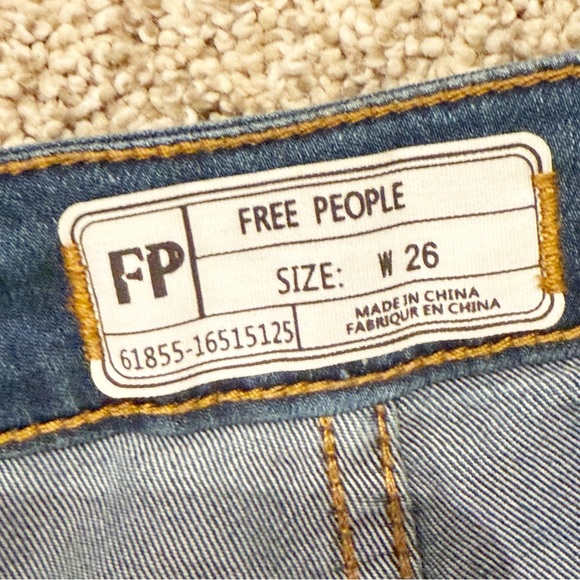 FP
FREE PEOPLE
SIZE: W 26
61855-16515125
MADE IN CHINA
FABRIQUR EN CHINA